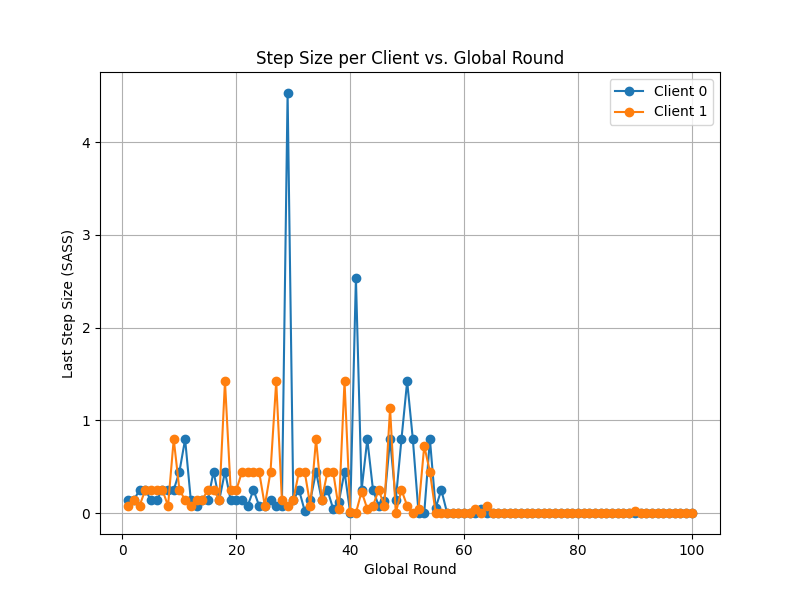 Step Size per Client vs. Global Round
Client 0
Client 1
Last Step Size (SASS)
4
3
2
1
0
0 20 40 60 80 100
Global Round